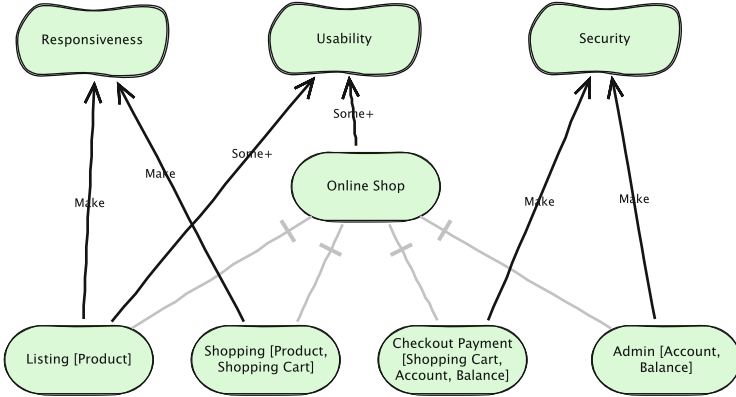 Responsiveness
Usability
Security
Some+
Some+
Make
Online Shop
Make
Make
Make
Listing [Product]
Shopping [Product,
Shopping Cart]
Checkout Payment
[Shopping Cart,
Account, Balance]
Admin [Account,
Balance]